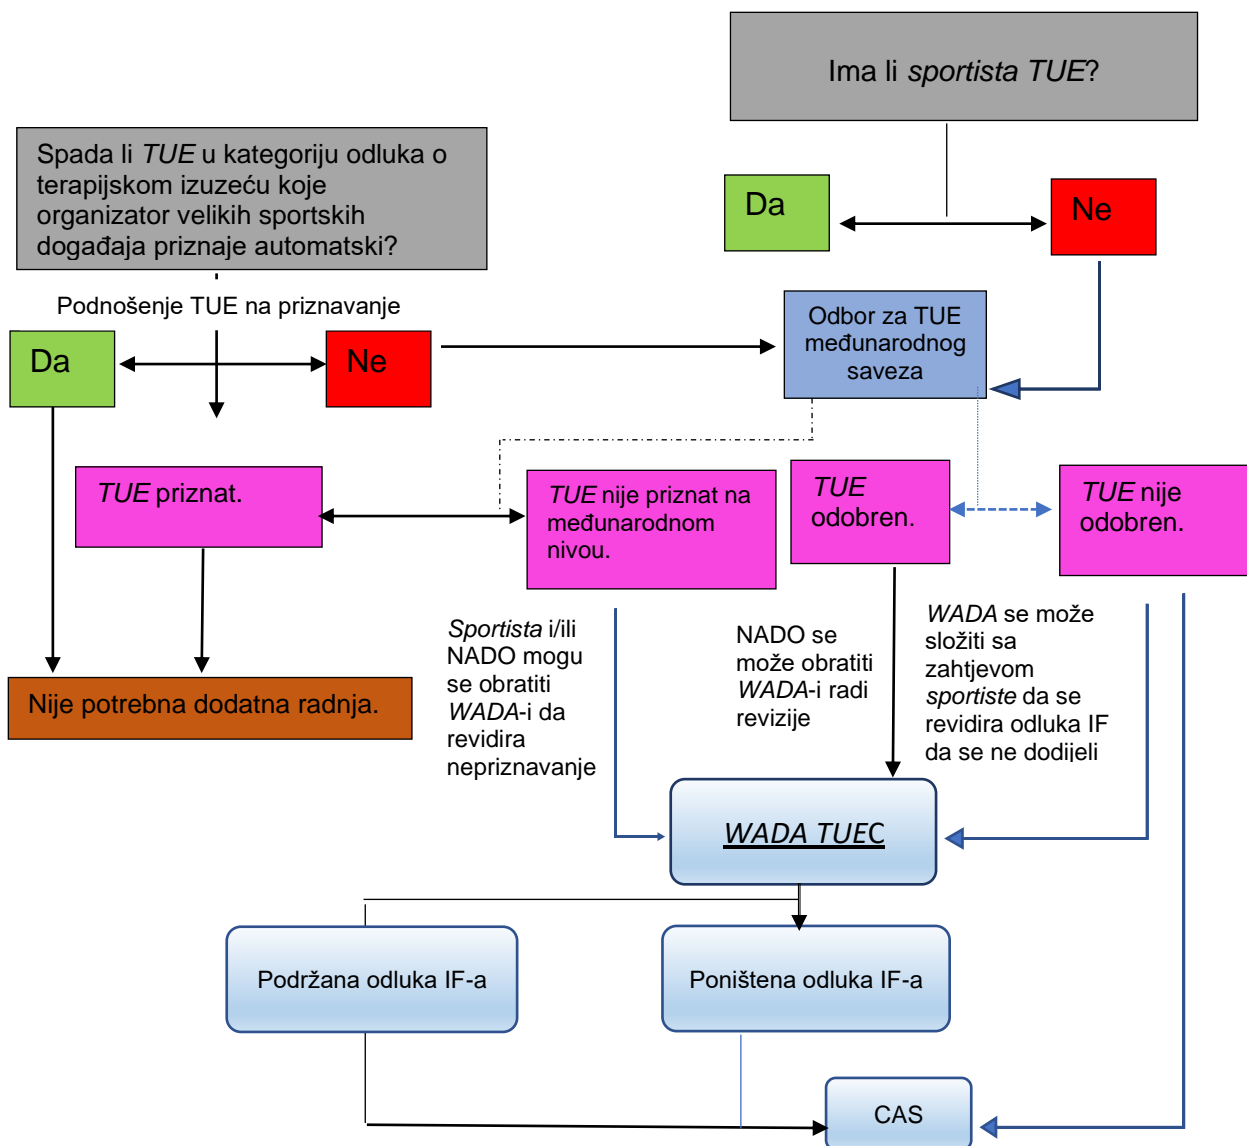 Ima li sportista TUE?
Spada li TUE u kategoriju odluka o
terapijskom izuzeću koje
organizator velikih sportskih
događaja priznaje automatski?
Da
Ne
Podnošenje TUE na priznavanje
Da
Ne
Odbor za TUE
međunarodnog
saveza
TUE priznat.
TUE nije priznat na
međunarodnom
nivou.
TUE
odobren.
TUE nije
odobren.
Sportista i/ili
NADO mogu
se obratiti
WADA-i da
revidira
nepriznavanje
NADO se
može obratiti
WADA-i radi
revizije
WADA se može
složiti sa
zahtjevom
sportiste da se
revidira odluka IF
da se ne dodijeli
Nije potrebna dodatna radnja.
WADA TUEC
Podržana odluka IF-a
Poništena odluka IF-a
CAS